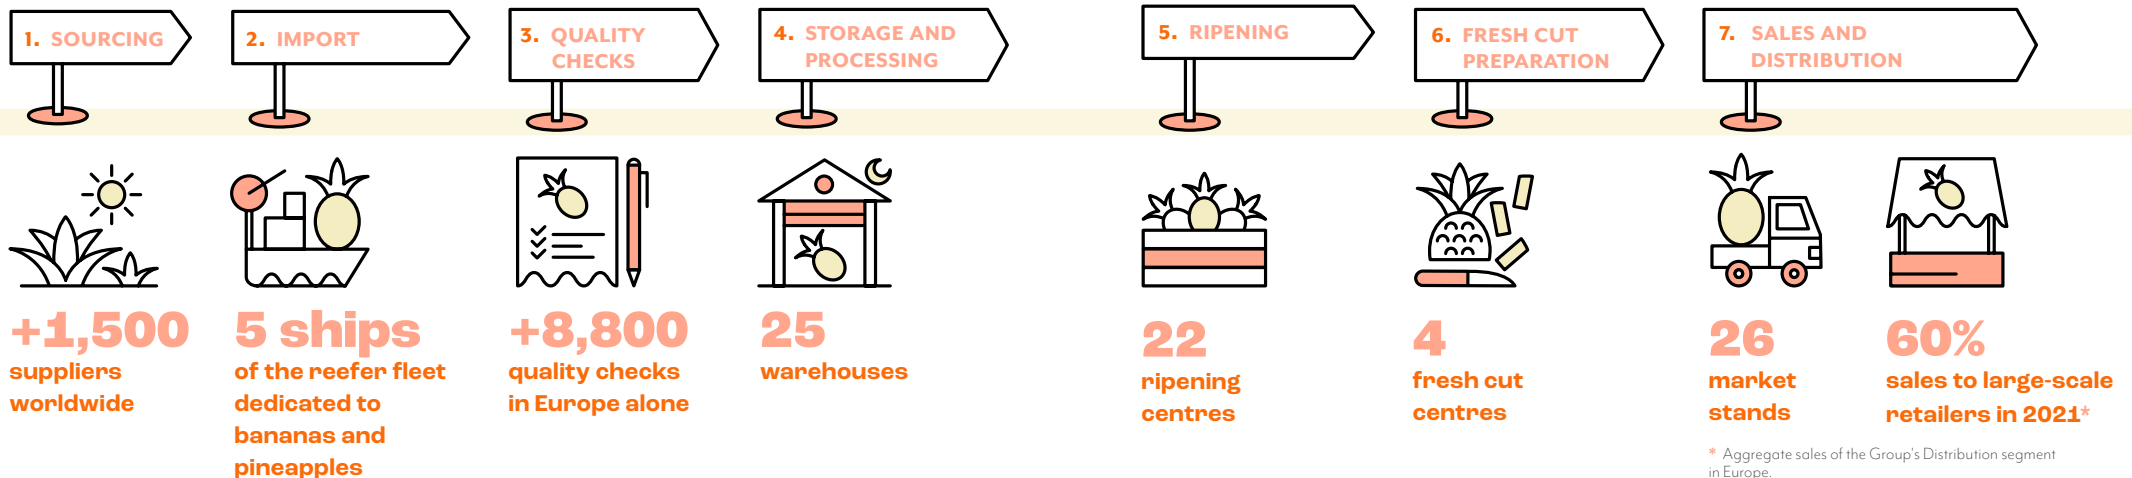 1. SOURCING
+1,500
suppliers
worldwide
2. IMPORT
5 ships
of the reefer fleet
dedicated to
bananas and
pineapples
3. QUALITY
CHECKS
+8,800
quality checks
in Europe alone
4. STORAGE AND
PROCESSING
25
warehouses
5. RIPENING
22
ripening
centres
6. FRESH CUT
PREPARATION
4
fresh cut
centres
7. SALES AND
DISTRIBUTION
26
market
stands
60%
sales to large-scale
retailers in 2021*
* Aggregate sales of the Group's Distribution segment
in Europe.